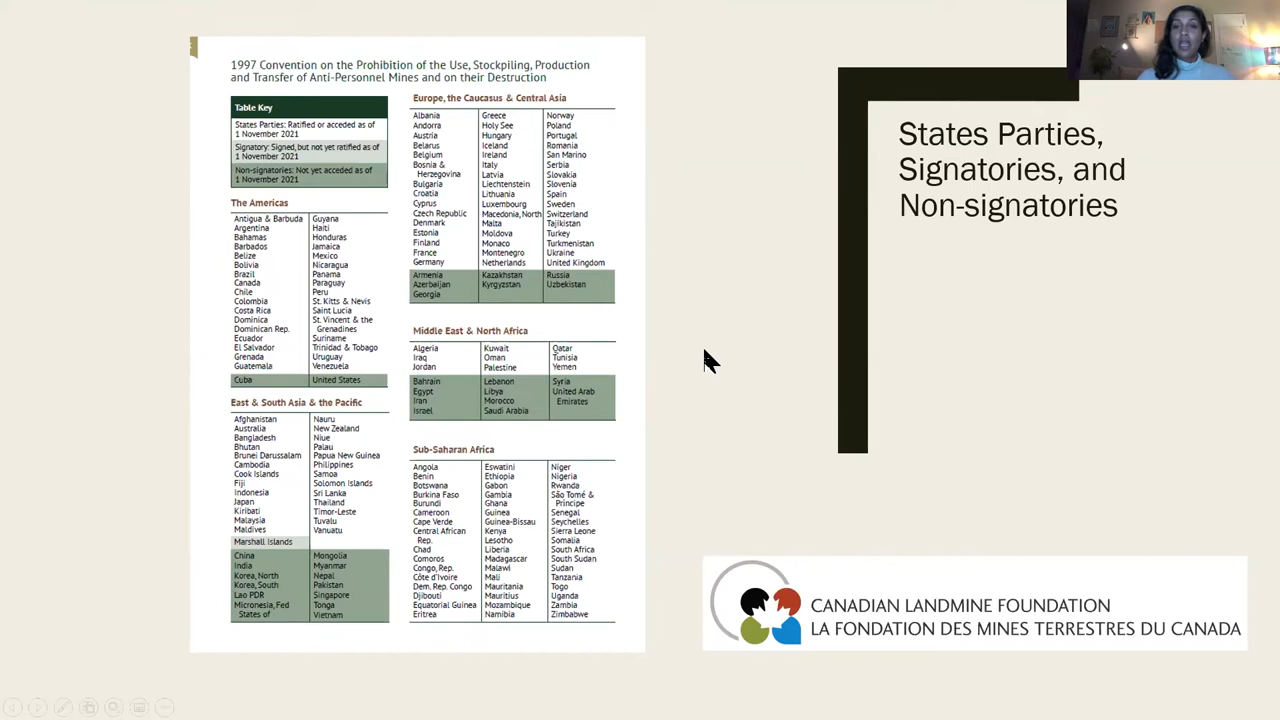 1997 Convention on the Prohibition of the Use, Stockpiling, Production
and Transfer of Anti-Personnel Mines and on their Destruction
Table Key
States Parties: Ratified or acceded as of
1 November 2021
Signatory: Signed, but not yet ratified as of
1 November 2021
Non-signatories: Not yet acceded as of
1 November 2021
The Americas
Antigua & Barbuda
Argentina
Bahamas
Barbados
Belize
Bolivia
Brazil
Canada
Chile
Colombia
Costa Rica
Dominica
Dominican Rep.
Ecuador
El Salvador
Grenada
Guatemala
Guyana
Haiti
Honduras
Jamaica
Mexico
Nicaragua
Panama
Paraguay
Peru
St. Kitts & Nevis
Saint Lucia
St. Vincent & the
Grenadines
Suriname
Trinidad & Tobago
Uruguay
Venezuela
Cuba
United States
East & South Asia & the Pacific
Afghanistan
Australia
Bangladesh
Bhutan
Brunei Darussalam
Cambodia
Cook Islands
Fiji
Indonesia
Japan
Kiribati
Malaysia
Maldives
Nauru
New Zealand
Niue
Palau
Papua New Guinea
Philippines
Samoa
Solomon Islands
Sri Lanka
Thailand
Timor-Leste
Tuvalu
Vanuatu
Marshall Islands
China
India
Korea, North
Korea, South
Lao PDR
Micronesia, Fed
States of
Mongolia
Myanmar
Nepal
Pakistan
Singapore
Tonga
Vietnam
Europe, the Caucasus & Central Asia
Albania
Andorra
Austria
Belarus
Belgium
Bosnia &
Herzegovina
Bulgaria
Croatia
Cyprus
Czech Republic
Denmark
Estonia
Finland
France
Germany
Greece
Holy See
Hungary
Iceland
Ireland
Italy
Latvia
Liechtenstein
Lithuania
Luxembourg
Macedonia, North
Malta
Moldova
Monaco
Montenegro
Netherlands
Norway
Poland
Portugal
Romania
San Marino
Serbia
Slovakia
Slovenia
Spain
Sweden
Switzerland
Tajikistan
Turkey
Turkmenistan
Ukraine
United Kingdom
Armenia
Azerbaijan
Georgia
Kazakhstan
Kyrgyzstan
Russia
Uzbekistan
Middle East & North Africa
Algeria
Iraq
Jordan
Kuwait
Oman
Palestine
Qatar
Tunisia
Yemen
Bahrain
Egypt
Iran
Israel
Lebanon
Libya
Morocco
Saudi Arabia
Syria
United Arab
Emirates
Sub-Saharan Africa
Angola
Benin
Botswana
Burkina Faso
Burundi
Cameroon
Cape Verde
Central African
Rep.
Chad
Comoros
Congo, Rep.
Côte d'Ivoire
Dem. Rep. Congo
Djibouti
Equatorial Guinea
Eritrea
Eswatini
Ethiopia
Gabon
Gambia
Ghana
Guinea
Guinea-Bissau
Kenya
Lesotho
Liberia
Madagascar
Malawi
Mali
Mauritania
Mauritius
Mozambique
Namibia
Niger
Nigeria
Rwanda
São Tomé &
Príncipe
Senegal
Seychelles
Sierra Leone
Somalia
South Africa
South Sudan
Sudan
Tanzania
Togo
Uganda
Zambia
Zimbabwe
States Parties,
Signatories, and
Non-signatories
CANADIAN LANDMINE FOUNDATION
LA FONDATION DES MINES TERRESTRES DU CANADA